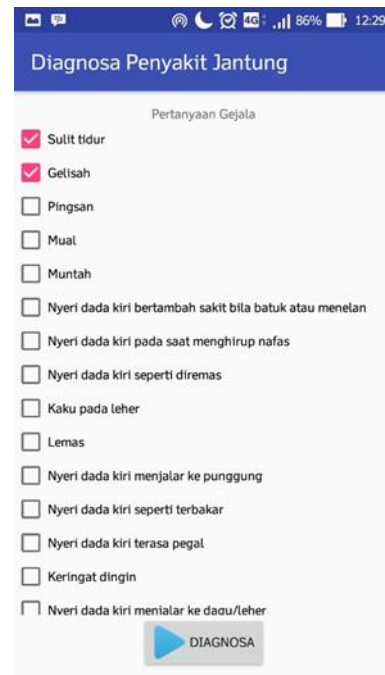 4G 86% 12:29
Diagnosa Penyakit Jantung
Pertanyaan Gejala
Sulit tidur
Gelisah
Pingsan
Mual
Muntah
Nyeri dada kiri bertambah sakit bila batuk atau menelan
Nyeri dada kiri pada saat menghirup nafas
Nyeri dada kiri seperti diremas
Kaku pada leher
Lemas
Nyeri dada kiri menjalar ke punggung
Nyeri dada kiri seperti terbakar
Nyeri dada kiri terasa pegal
Keringat dingin
Nyeri dada kiri menjalar ke dagu/leher
DIAGNOSA